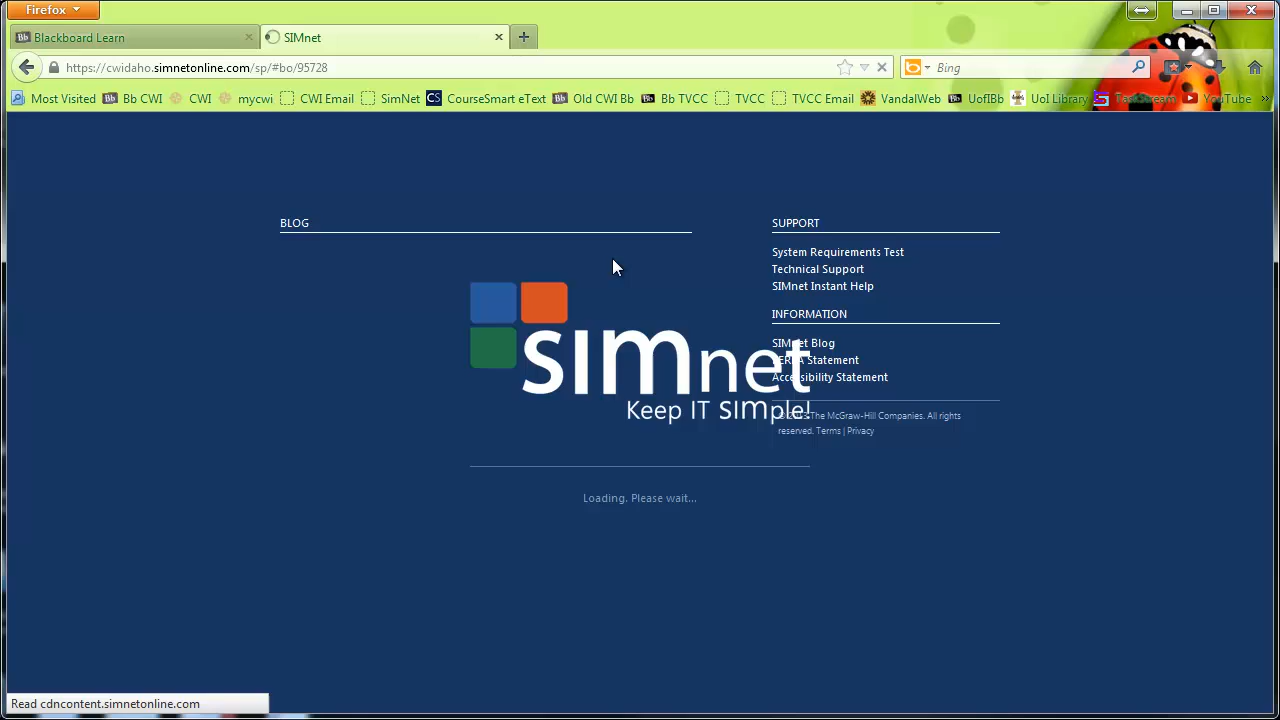 Firefox
Blackboard Learn
SIMnet
https://cwidaho.simnetonline.com/sp/#bo/95728
Bing
Most Visited Bb CWI CWI mycwi CWI Email SimNet CourseSmart eText Old CWI Bb Bb TVCC TVCC TVCC Email VandalWeb UofIBb UoI Library TaskStream YouTube »
BLOG
SUPPORT
System Requirements Test
Technical Support
SIMnet Instant Help
INFORMATION
SIMnet Blog
FERPA Statement
Accessibility Statement
© 2013 The McGraw-Hill Companies. All rights
reserved. Terms | Privacy
SIMnet
Keep IT SIMple!
Loading. Please wait...
Read cdncontent.simnetonline.com